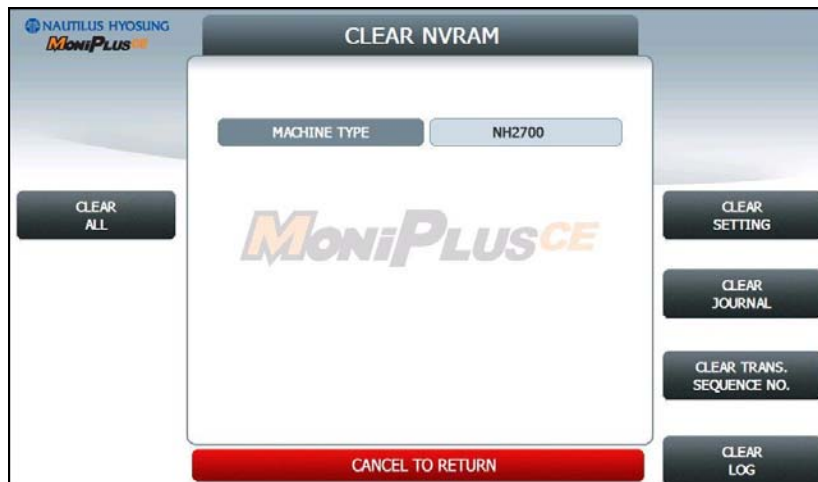 NAUTILUS HYOSUNG
MoniPlusCE
CLEAR NVRAM
MACHINE TYPE
NH2700
CLEAR
ALL
MoniPlusCE
CLEAR
SETTING
CLEAR
JOURNAL
CLEAR TRANS.
SEQUENCE NO.
CLEAR
LOG
CANCEL TO RETURN